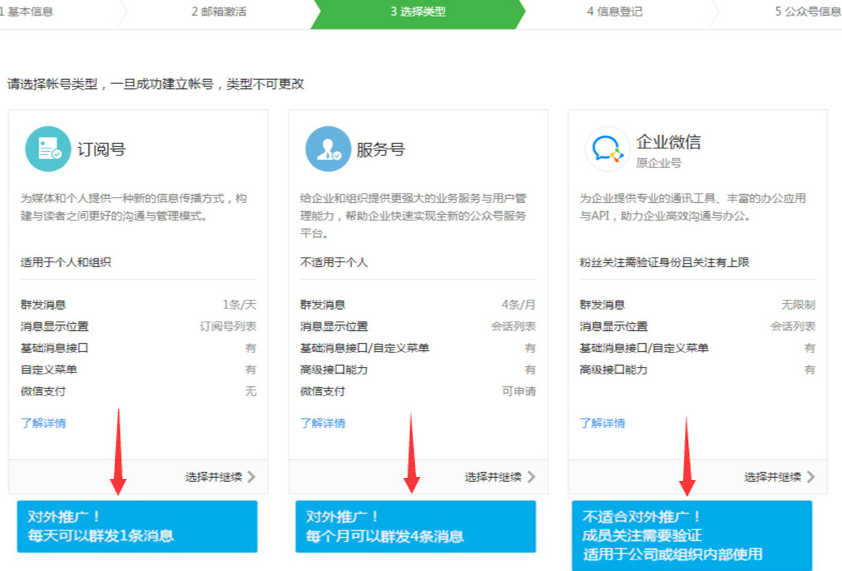 1 基本信息
2 邮箱激活
3 选择类型
4 信息登记
5 公众号信息
请选择帐号类型，一旦成功建立帐号，类型不可更改
订阅号
为媒体和个人提供一种新的信息传播方式，构
建与读者之间更好的沟通与管理模式。
适用于个人和组织
群发消息 1条/天
消息显示位置 订阅号列表
基础消息接口 有
自定义菜单 有
微信支付 无
了解详情
选择并继续
对外推广！
每天可以群发1条消息
服务号
给企业和组织提供更强大的业务服务与用户管
理能力，帮助企业快速实现全新的公众号服务
平台。
不适用于个人
群发消息 4条/月
消息显示位置 会话列表
基础消息接口/自定义菜单 有
高级接口能力 有
微信支付 可申请
了解详情
选择并继续
对外推广！
每个月可以群发4条消息
企业微信
原企业号
为企业提供专业的通讯工具、丰富的办公应用
与API，助力企业高效沟通与办公。
粉丝关注需验证身份且关注有上限
群发消息 无限制
消息显示位置 会话列表
基础消息接口/自定义菜单 有
高级接口能力 有
了解详情
选择并继续
不适合对外推广！
成员关注需要验证
适用于公司或组织内部使用